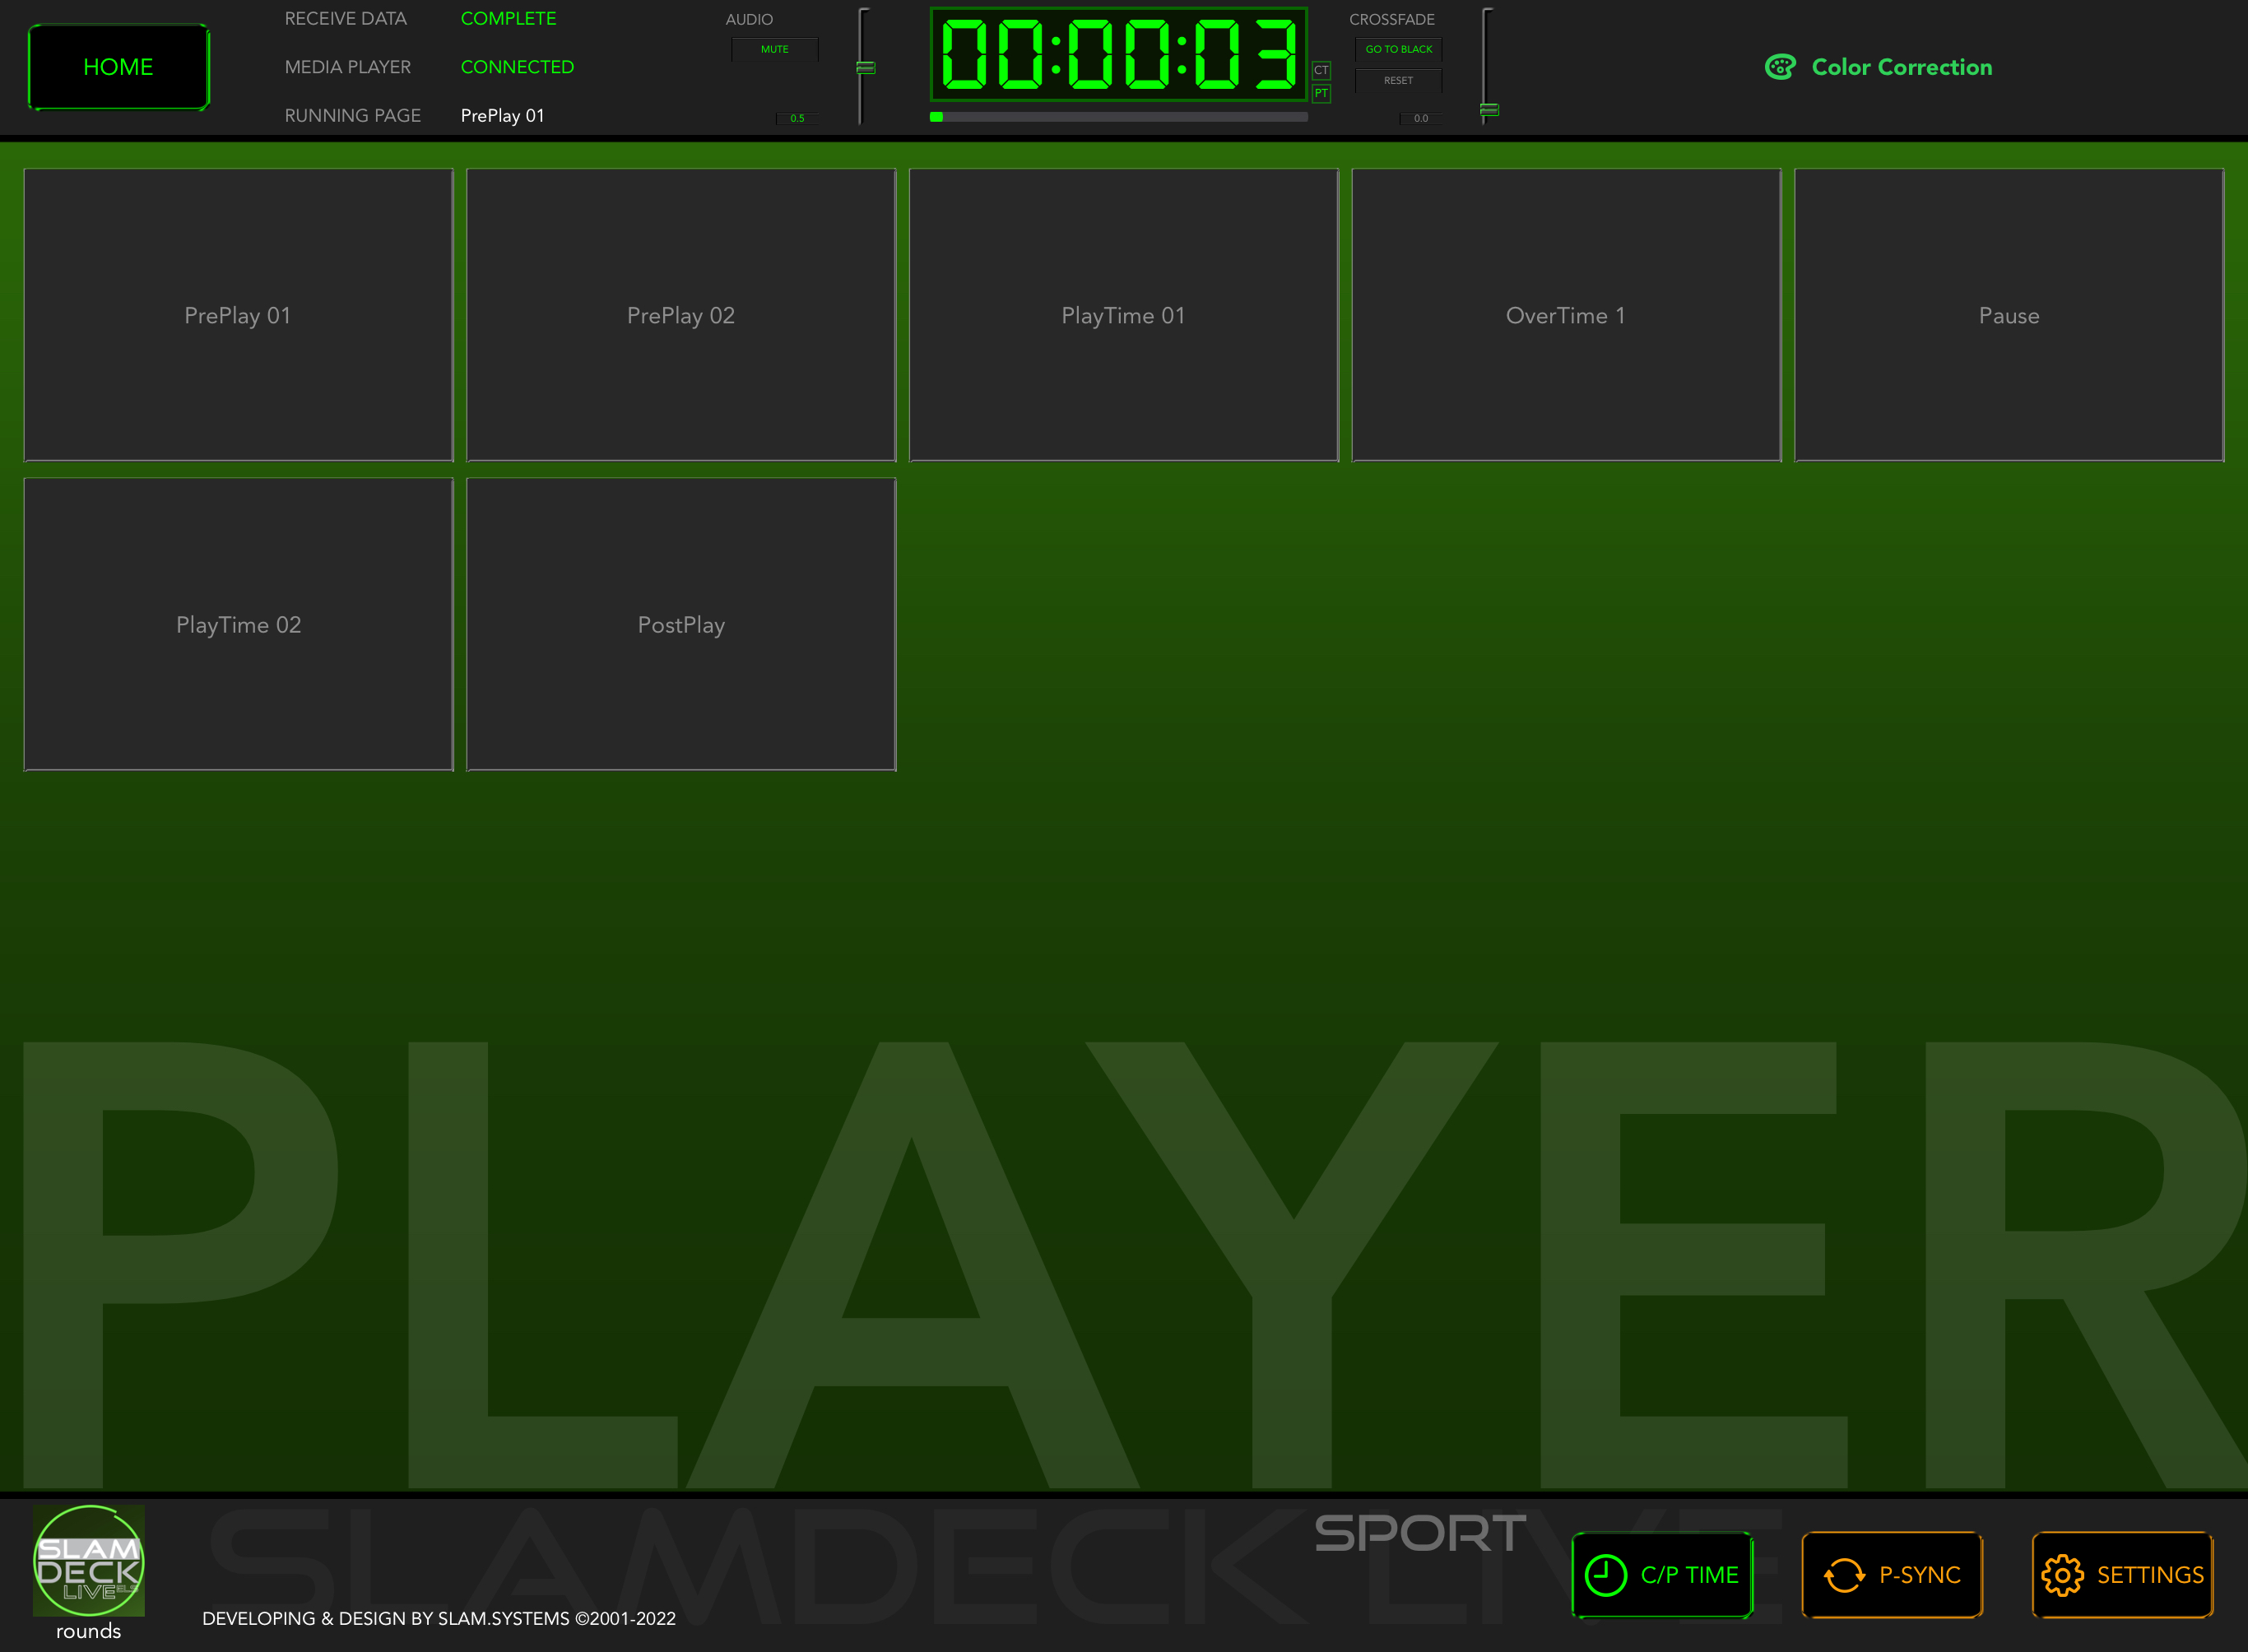 HOME
RECEIVE DATA COMPLETE
MEDIA PLAYER CONNECTED
RUNNING PAGE PrePlay 01
AUDIO
MUTE
0.5
00:00:03
CT
PT
CROSSFADE
GO TO BLACK
RESET
0.0
Color Correction
PrePlay 01
PrePlay 02
PlayTime 01
OverTime 1
Pause
PlayTime 02
PostPlay
PLAYER
SLAM
DECK
LIVE ELS
rounds
SLAMDECK LIVE
SPORT
DEVELOPING & DESIGN BY SLAM.SYSTEMS ©2001-2022
C/P TIME
P-SYNC
SETTINGS